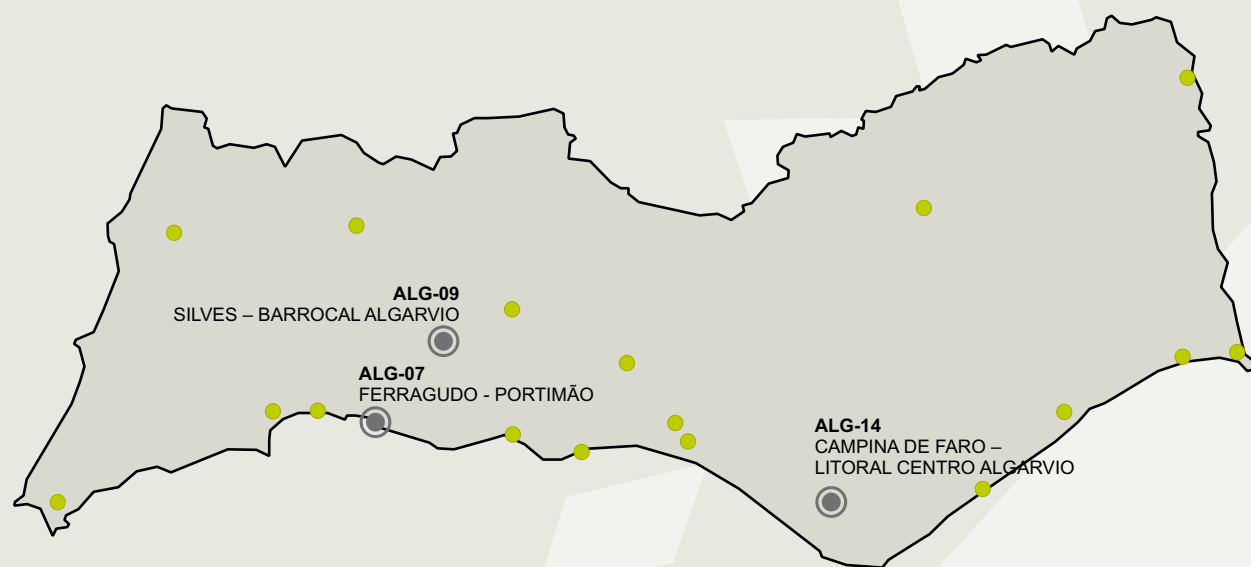 ALG-09
SILVES – BARROCAL ALGARVIO
ALG-07
FERRAGUDO - PORTIMÃO
ALG-14
CAMPINA DE FARO –
LITORAL CENTRO ALGARVIO